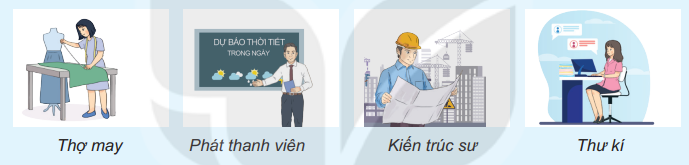 DỰ BÁO THỜI TIẾT
TRONG NGÀY
Thợ may
Phát thanh viên
Kiến trúc sư
Thư kí